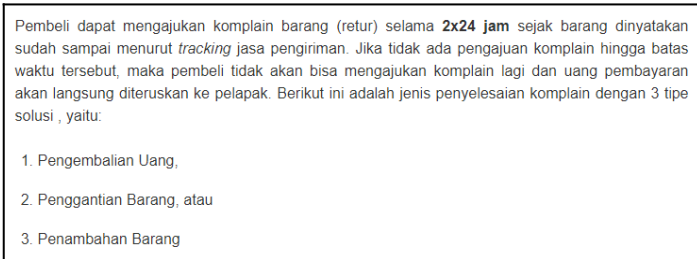 Pembeli dapat mengajukan komplain barang (retur) selama 2x24 jam sejak barang dinyatakan
sudah sampai menurut tracking jasa pengiriman. Jika tidak ada pengajuan komplain hingga batas
waktu tersebut, maka pembeli tidak akan bisa mengajukan komplain lagi dan uang pembayaran
akan langsung diteruskan ke pelapak. Berikut ini adalah jenis penyelesaian komplain dengan 3 tipe
solusi , yaitu:
1. Pengembalian Uang,
2. Penggantian Barang, atau
3. Penambahan Barang